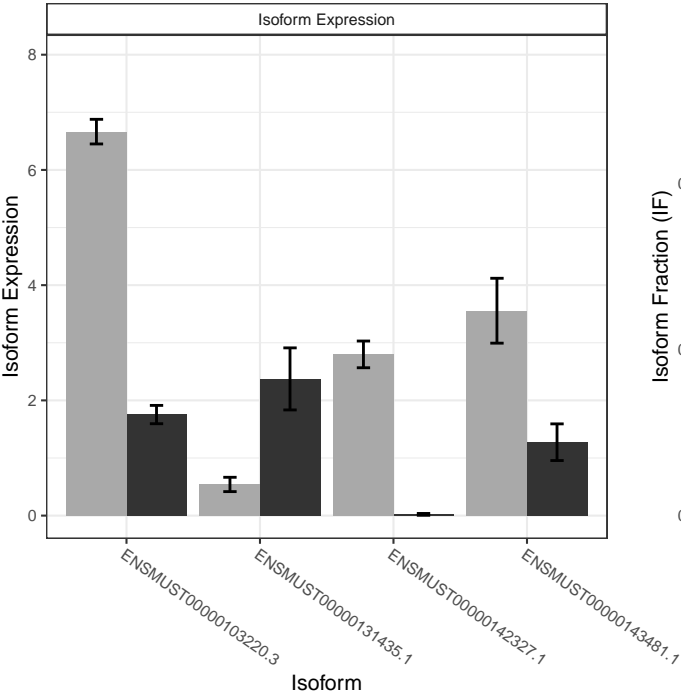 Isoform Expression
Isoform Expression
8
6
4
2
0
ENSMUST00000103220.3
ENSMUST00000131435.1
ENSMUST00000142327.1
ENSMUST00000143481.1
Isoform
Isoform Fraction (IF)